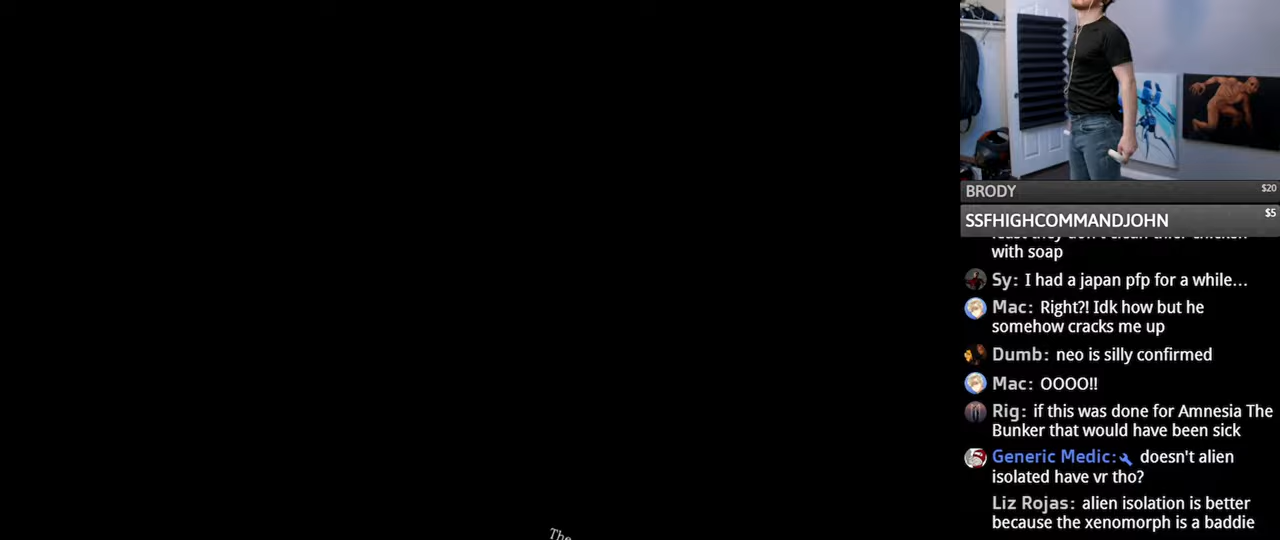 BRODY
$20
SSFHIGHCOMMANDJOHN
$5
with soap
Sy: I had a japan pfp for a while...
Mac: Right?! Idk how but he
somehow cracks me up
Dumb: neo is silly confirmed
Mac: OOOO!!
Rig: if this was done for Amnesia The
Bunker that would have been sick
Generic Medic: doesn't alien
isolated have vr tho?
Liz Rojas: alien isolation is better
because the xenomorph is a baddie
The